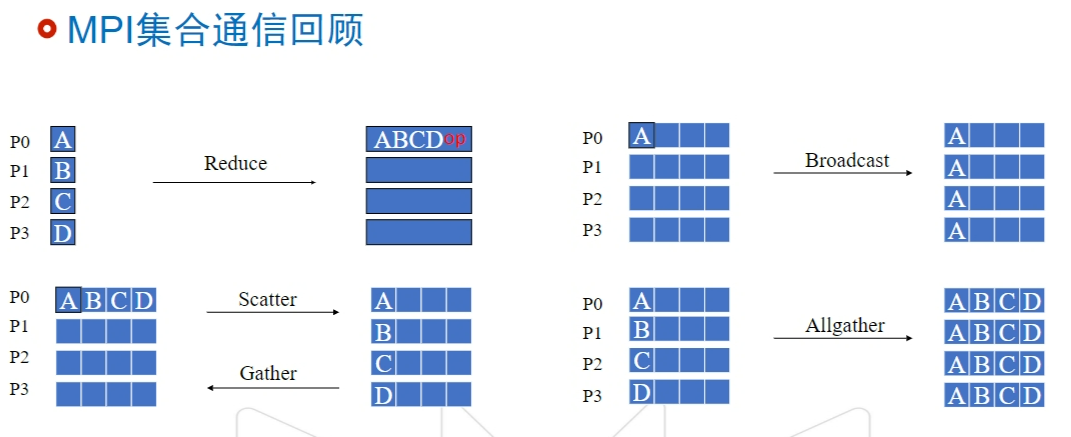 MPI集合通信回顾
P0 A ABCDop
P1 B
P2 C
P3 D
Reduce
P0 A A
P1 A
P2 A
P3 A
Broadcast
P0 A B C D A
P1 B
P2 C
P3 D
Scatter
Gather
P0 A A B C D
P1 B A B C D
P2 C A B C D
P3 D A B C D
Allgather